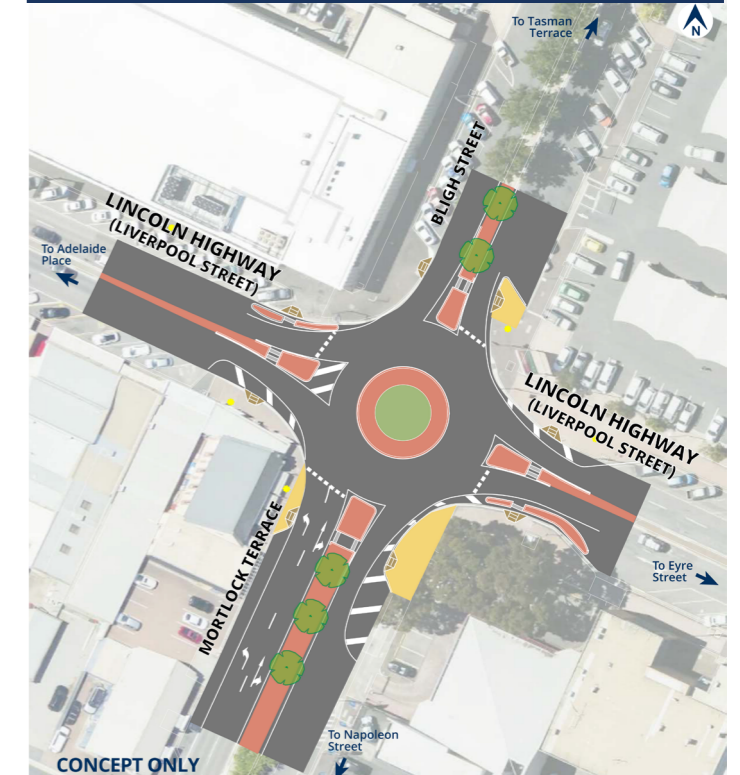 To Tasman
Terrace
N
BLIGH STREET
LINCOLN HIGHWAY
(LIVERPOOL STREET)
To Adelaide
Place
LINCOLN HIGHWAY
(LIVERPOOL STREET)
MORTLOCK TERRACE
To Eyre
Street
To Napoleon
Street
CONCEPT ONLY